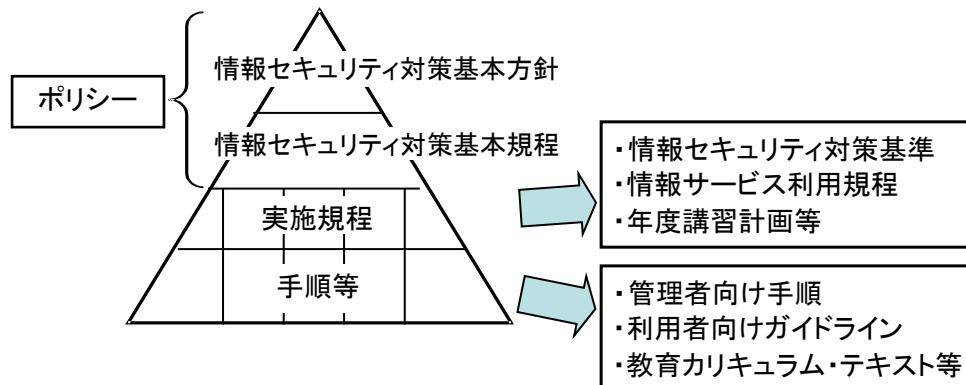 情報セキュリティ対策基本方針
ポリシー
情報セキュリティ対策基本規程
・情報セキュリティ対策基準
・情報サービス利用規程
・年度講習計画等
実施規程
手順等
・管理者向け手順
・利用者向けガイドライン
・教育カリキュラム・テキスト等